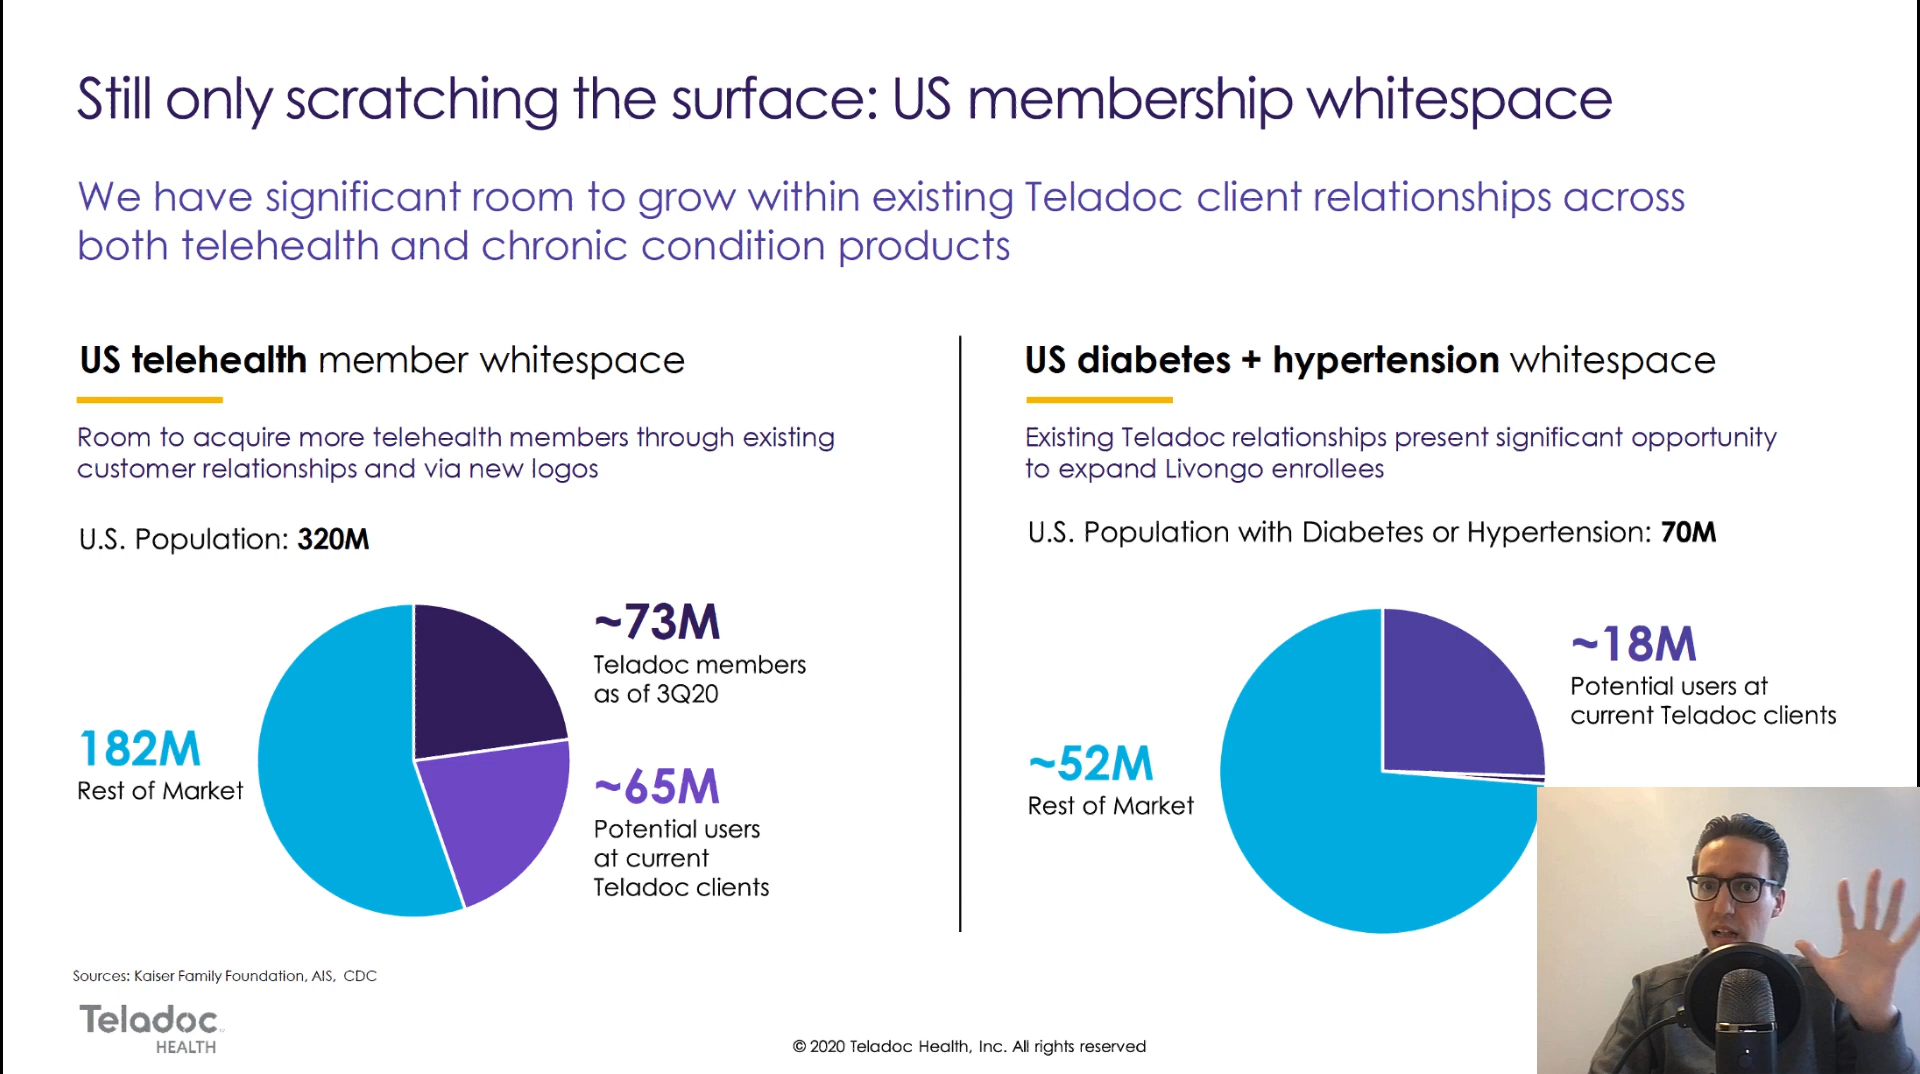 Still only scratching the surface: US membership whitespace
We have significant room to grow within existing Teladoc client relationships across
both telehealth and chronic condition products
US telehealth member whitespace
Room to acquire more telehealth members through existing
customer relationships and via new logos
U.S. Population: 320M
~73M
Teladoc members
as of 3Q20
182M
Rest of Market
~65M
Potential users
at current
Teladoc clients
US diabetes + hypertension whitespace
Existing Teladoc relationships present significant opportunity
to expand Livongo enrollees
U.S. Population with Diabetes or Hypertension: 70M
~18M
Potential users at
current Teladoc clients
~52M
Rest of Market
Sources: Kaiser Family Foundation, AIS, CDC
Teladoc
HEALTH
© 2020 Teladoc Health, Inc. All rights reserved